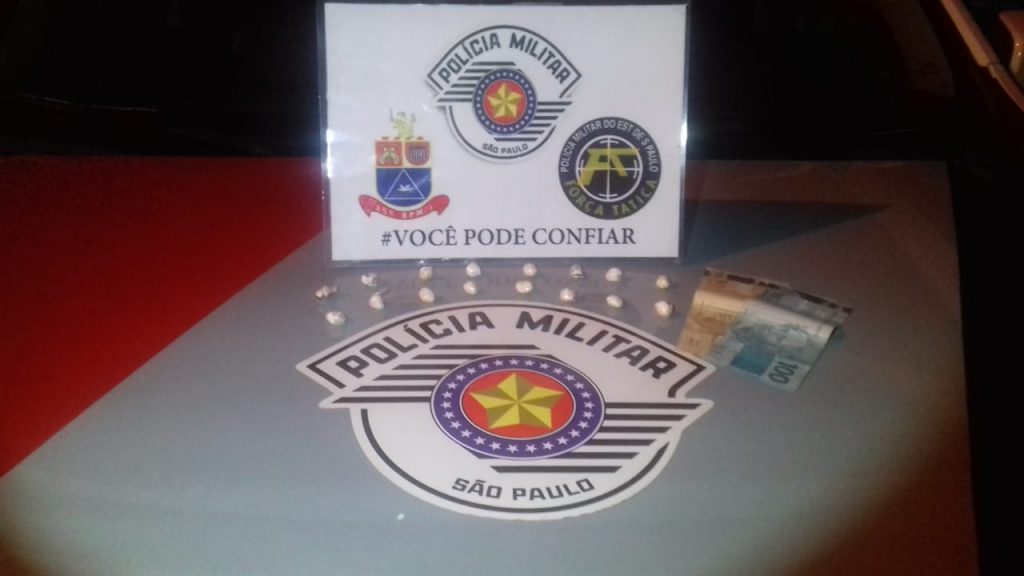 POLÍCIA MILITAR
SÃO PAULO
POLÍCIA MILITAR DO EST DE S PAULO
FORÇA TÁTICA
#VOCÊ PODE CONFIAR
100
POLÍCIA MILITAR
SÃO PAULO